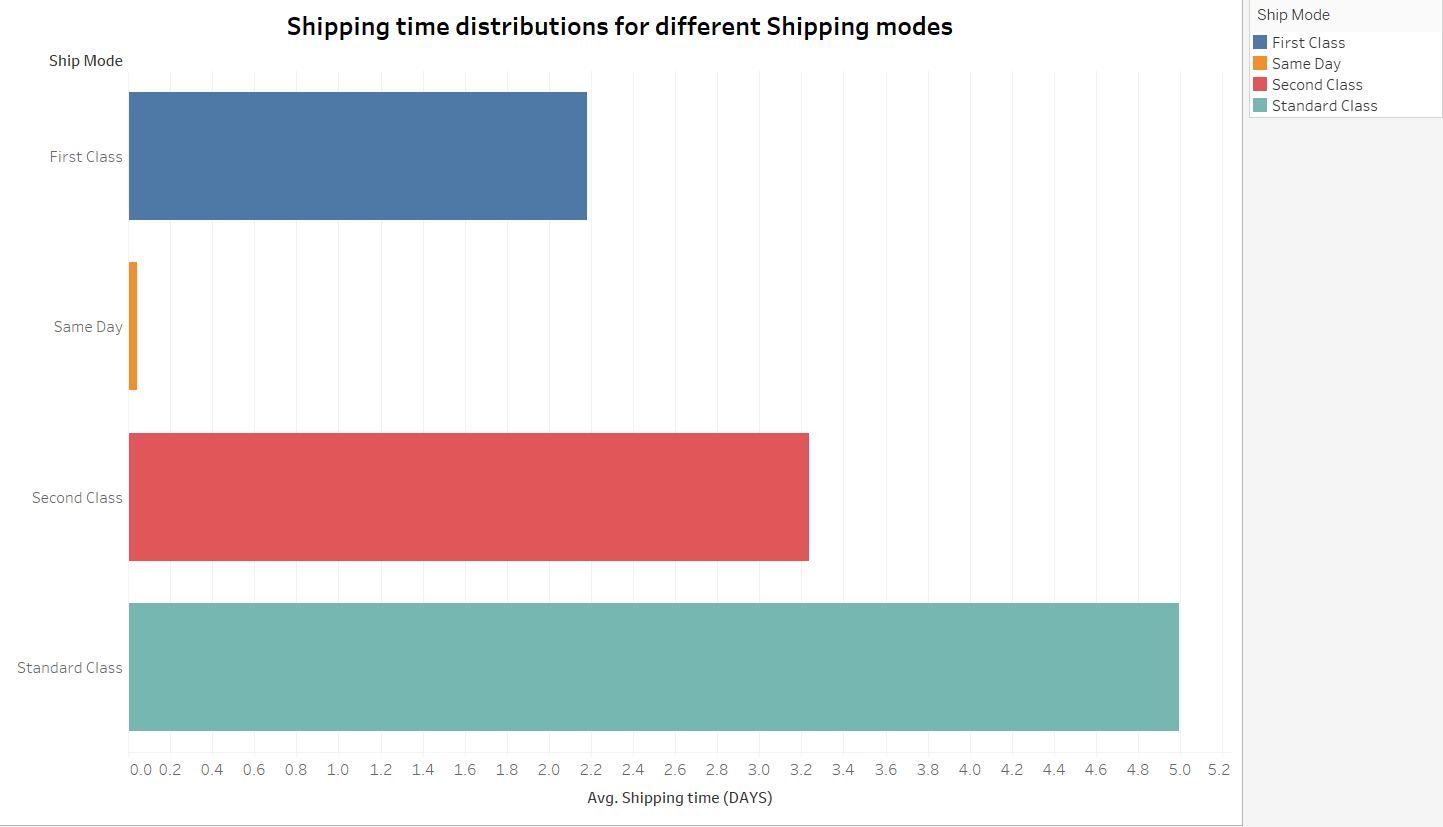 Shipping time distributions for different Shipping modes
Ship Mode
First Class
Same Day
Second Class
Standard Class
0.0 0.2 0.4 0.6 0.8 1.0 1.2 1.4 1.6 1.8 2.0 2.2 2.4 2.6 2.8 3.0 3.2 3.4 3.6 3.8 4.0 4.2 4.4 4.6 4.8 5.0 5.2
Avg. Shipping time (DAYS)
Ship Mode
First Class
Same Day
Second Class
Standard Class